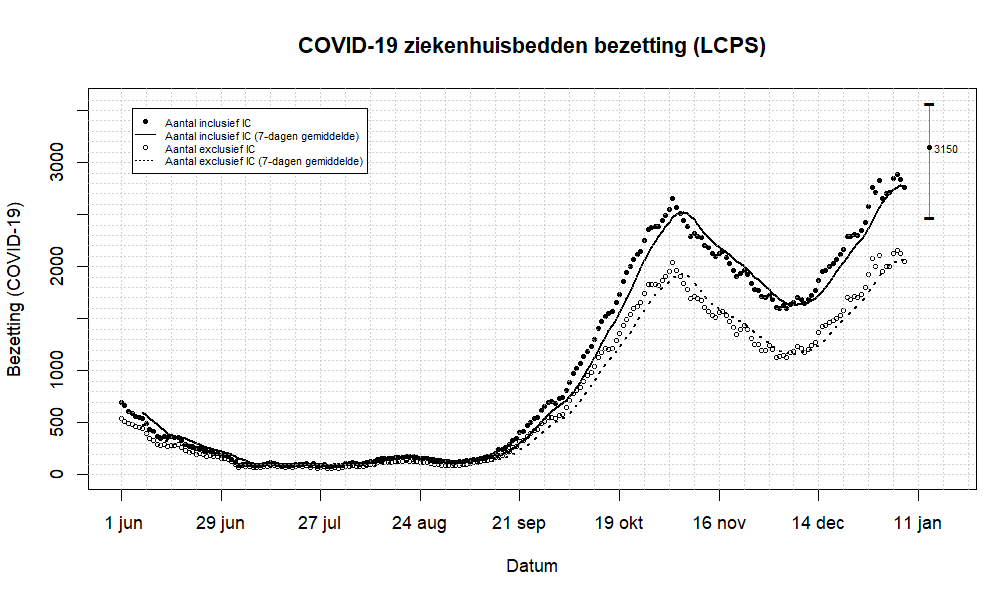 COVID-19 ziekenhuisbedden bezetting (LCPS)
Aantal inclusief IC
Aantal inclusief IC (7-dagen gemiddelde)
Aantal exclusief IC
Aantal exclusief IC (7-dagen gemiddelde)
3150
Bezetting (COVID-19)
3000
2000
1000
500
0
1 jun 29 jun 27 jul 24 aug 21 sep 19 okt 16 nov 14 dec 11 jan
Datum